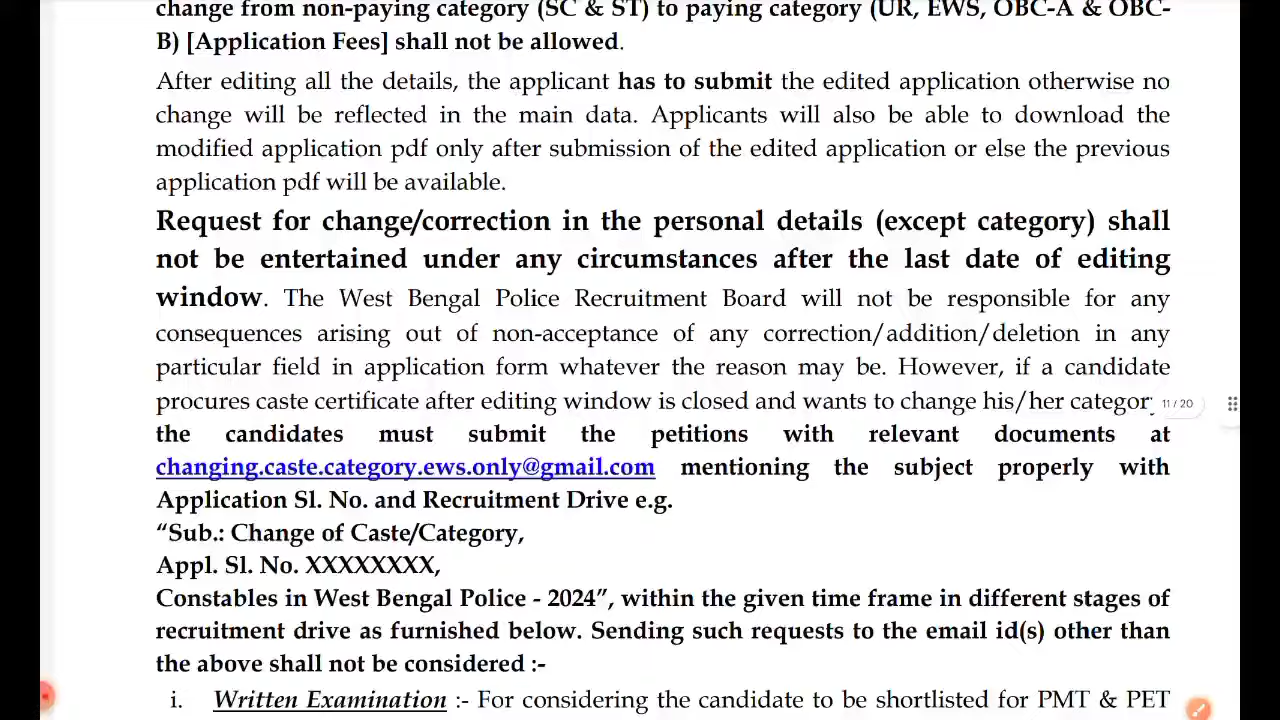 change from non-paying category (SC & ST) to paying category (UR, EWS, OBC-A & OBC-
B) [Application Fees] shall not be allowed.
After editing all the details, the applicant has to submit the edited application otherwise no
change will be reflected in the main data. Applicants will also be able to download the
modified application pdf only after submission of the edited application or else the previous
application pdf will be available.
Request for change/correction in the personal details (except category) shall
not be entertained under any circumstances after the last date of editing
window. The West Bengal Police Recruitment Board will not be responsible for any
consequences arising out of non-acceptance of any correction/addition/deletion in any
particular field in application form whatever the reason may be. However, if a candidate
procures caste certificate after editing window is closed and wants to change his/her category
11 / 20
the candidates must submit the petitions with relevant documents at
changing.caste.category.ews.only@gmail.com mentioning the subject properly with
Application Sl. No. and Recruitment Drive e.g.
“Sub.: Change of Caste/Category,
Appl. Sl. No. XXXXXXXX,
Constables in West Bengal Police - 2024”, within the given time frame in different stages of
recruitment drive as furnished below. Sending such requests to the email id(s) other than
the above shall not be considered :-
i. Written Examination :- For considering the candidate to be shortlisted for PMT & PET